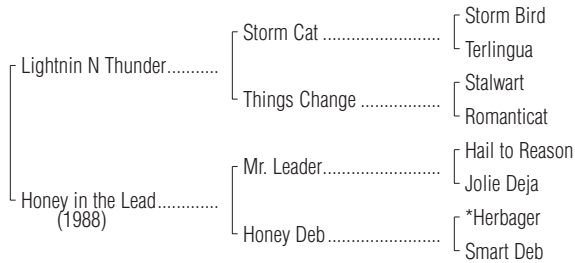 Storm Bird
Storm Cat ..........................
Terlingua
Lightnin N Thunder...........
Stalwart
Things Change ..................
Romanticat
Hail to Reason
Mr. Leader.........................
Jolie Deja
Honey in the Lead.............
(1988)
*Herbager
Honey Deb ........................
Smart Deb